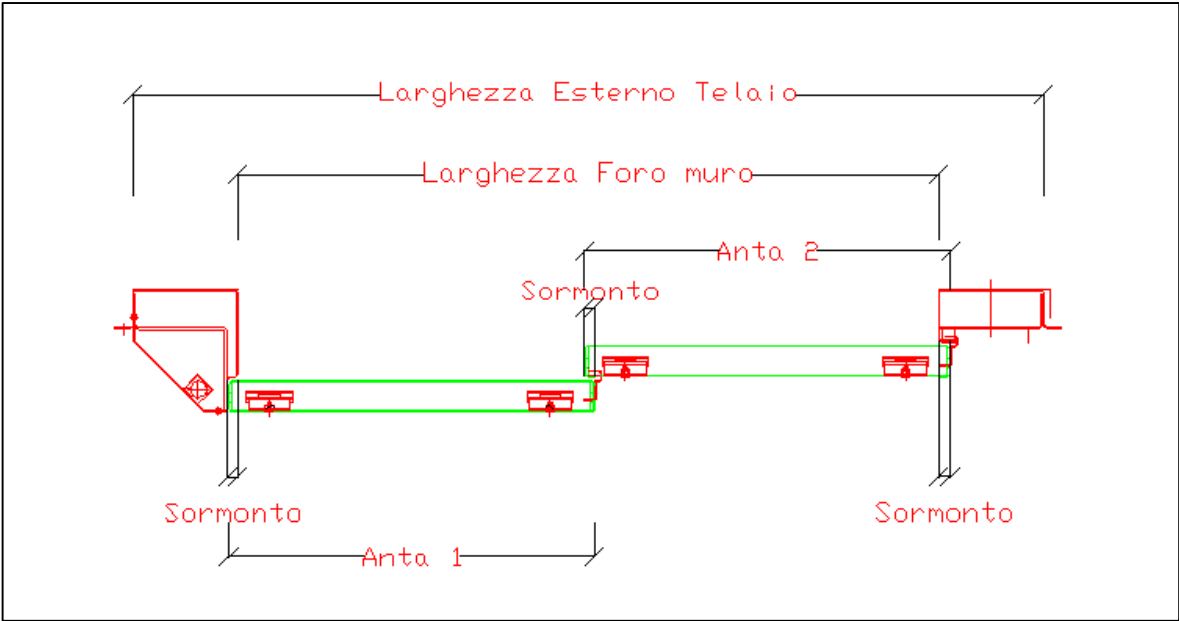 Larghezza Esterno Telaio
Larghezza Foro muro
Anta 2
Sormonto
Sormonto
Sormonto
Anta 1